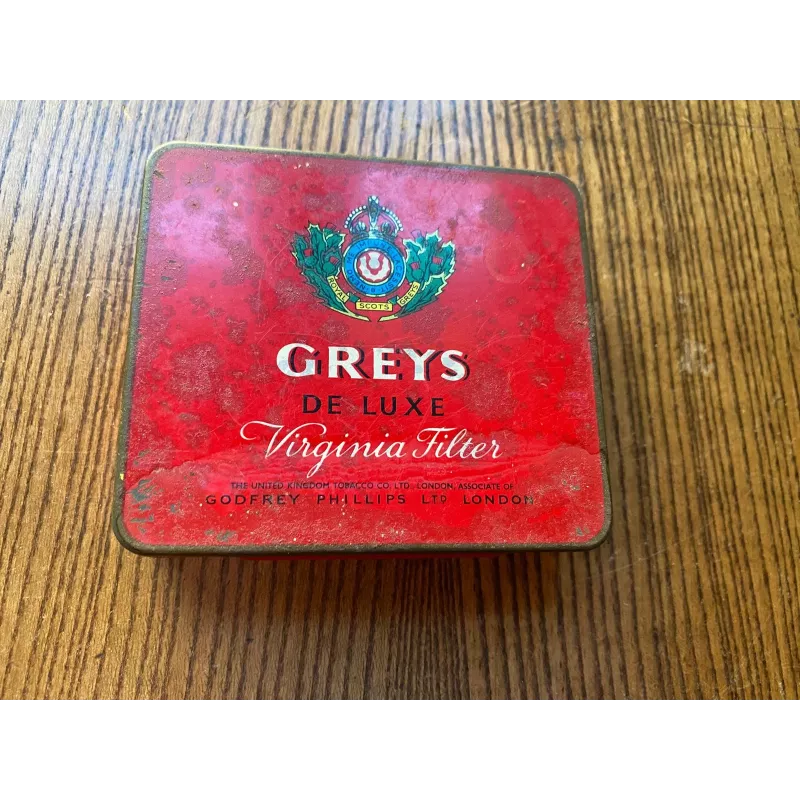 ROYAL SCOTS GREYS
GREYS
DE LUXE
Virginia Filter
THE UNITED KINGDOM TOBACCO CO. LTD., LONDON, ASSOCIATE OF
GODFREY PHILLIPS LTD LONDON